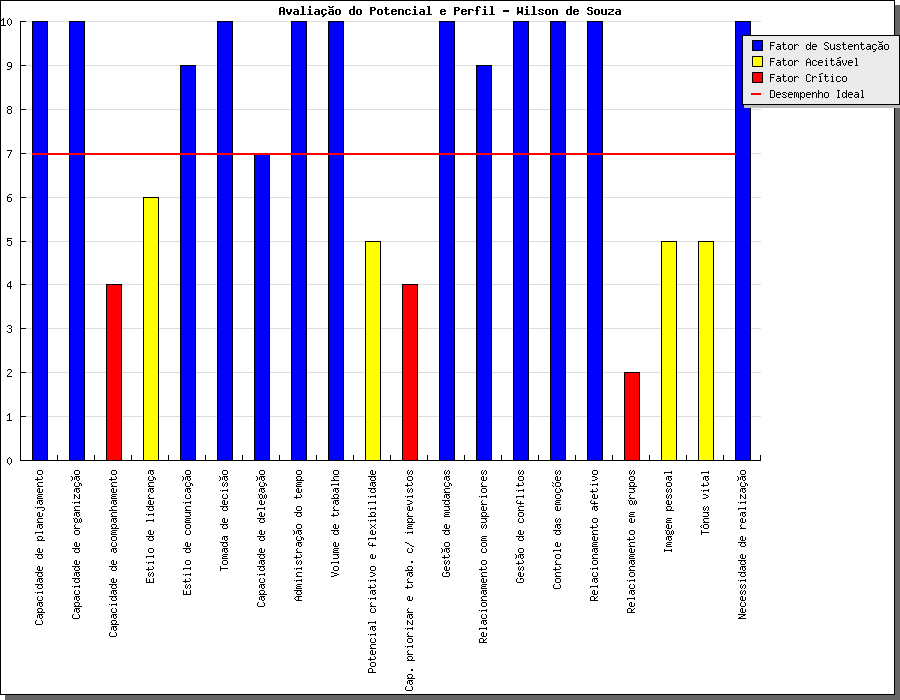 Avaliação do Potencial e Perfil - Wilson de Souza
10
9
8
7
6
5
4
3
2
1
0
Fator de Sustentação
Fator Aceitável
Fator Crítico
Desempenho Ideal
Capacidade de planejamento
Capacidade de organização
Capacidade de acompanhamento
Estilo de liderança
Estilo de comunicação
Tomada de decisão
Capacidade de delegação
Administração do tempo
Volume de trabalho
Potencial criativo e flexibilidade
Cap. priorizar e trab. c/ imprevistos
Gestão de mudanças
Relacionamento com superiores
Gestão de conflitos
Controle das emoções
Relacionamento afetivo
Relacionamento em grupos
Imagem pessoal
Tônus vital
Necessidade de realização